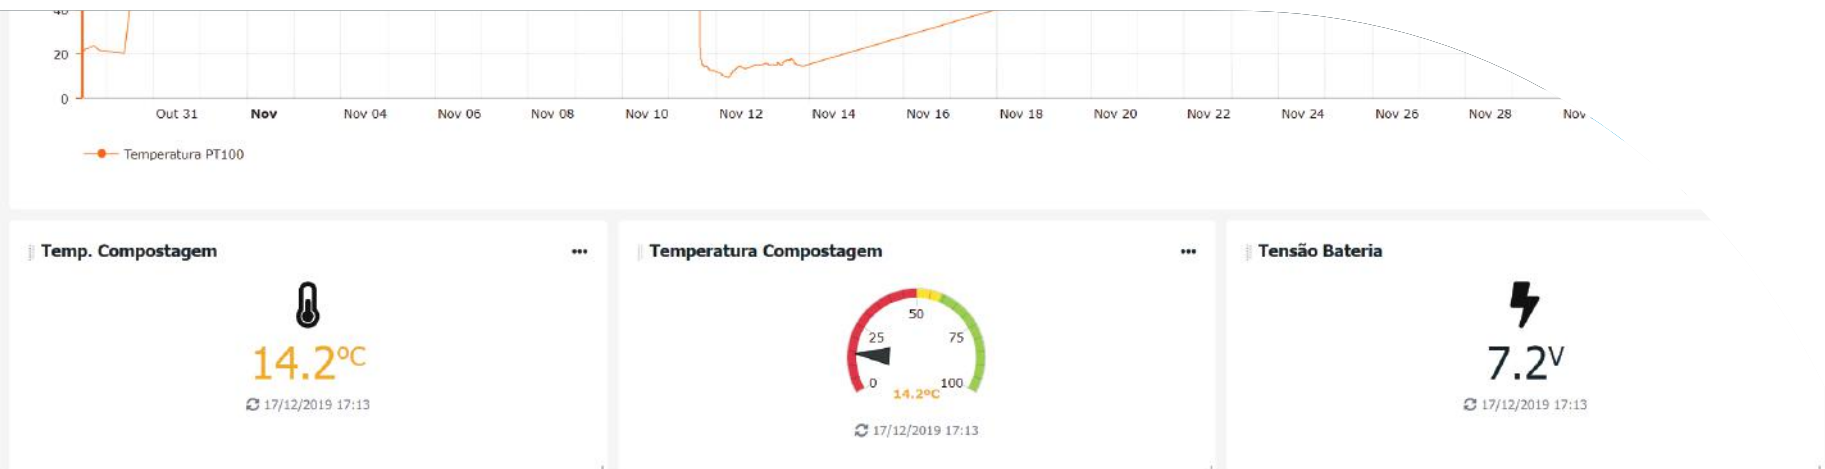 40
20
0
Out 31 Nov Nov 04 Nov 06 Nov 08 Nov 10 Nov 12 Nov 14 Nov 16 Nov 18 Nov 20 Nov 22 Nov 24 Nov 26 Nov 28 Nov
Temperatura PT100
Temp. Compostagem
14.2ºC
17/12/2019 17:13
Temperatura Compostagem
50
25 75
0 100
14.2ºC
17/12/2019 17:13
Tensão Bateria
7.2V
17/12/2019 17:13